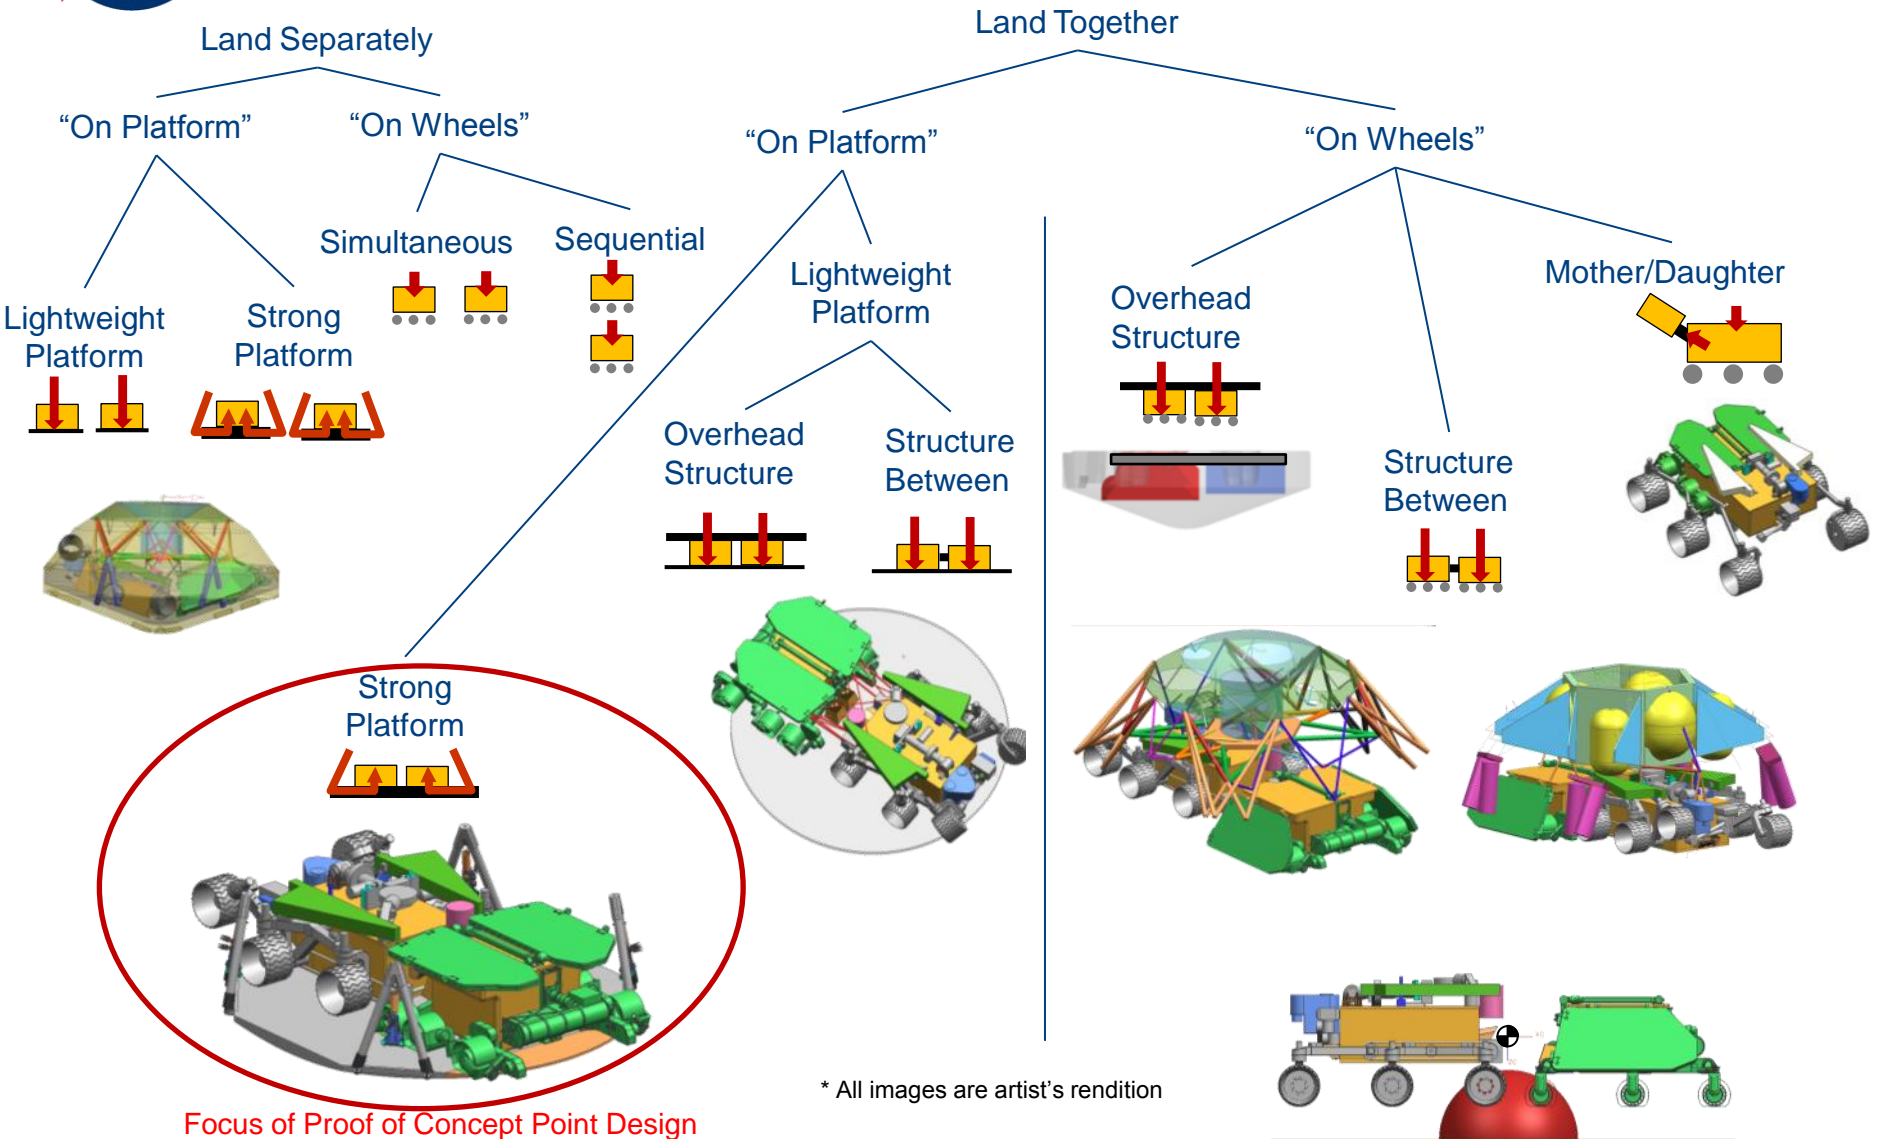 Land Separately
Land Together
“On Platform”
“On Wheels”
“On Platform”
“On Wheels”
Simultaneous
Sequential
Lightweight
Platform
Strong
Platform
Lightweight
Platform
Overhead
Structure
Mother/Daughter
Overhead
Structure
Structure
Between
Structure
Between
Strong
Platform
Focus of Proof of Concept Point Design
* All images are artist’s rendition